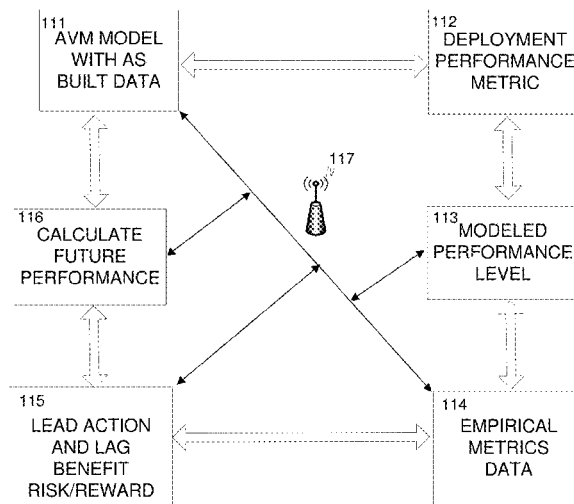 111
AVM MODEL
WITH AS
BUILT DATA
112
DEPLOYMENT
PERFORMANCE
METRIC
117
116
CALCULATE
FUTURE
PERFORMANCE
113
MODELED
PERFORMANCE
LEVEL
115
LEAD ACTION
AND LAG
BENEFIT
RISK/REWARD
114
EMPIRICAL
METRICS
DATA